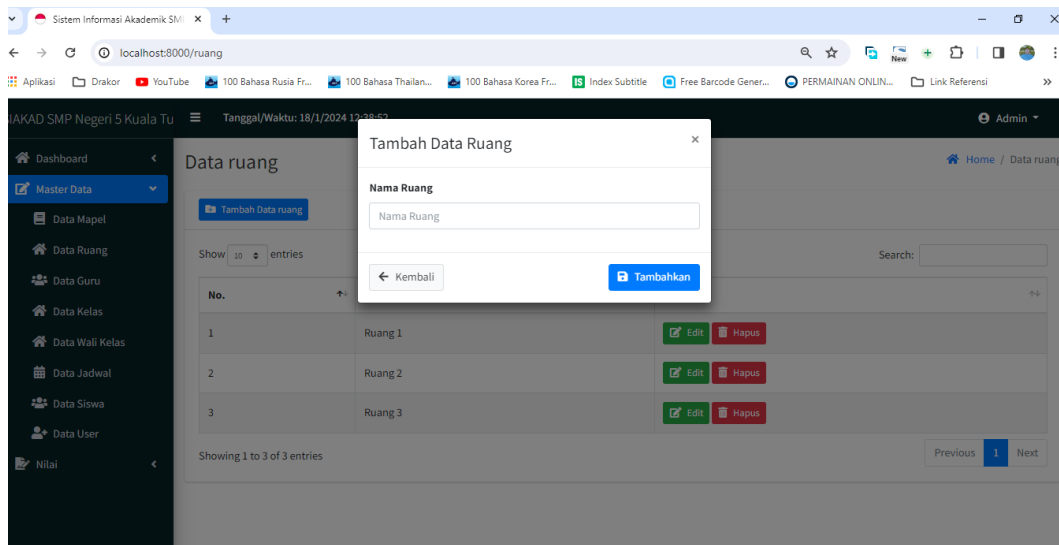 Sistem Informasi Akademik SM
localhost:8000/ruang
New
Aplikasi Drakor YouTube 100 Bahasa Rusia Fr... 100 Bahasa Thailan... 100 Bahasa Korea Fr... IS Index Subtitle Free Barcode Gener... PERMAINAN ONLIN... Link Referensi
SIAKAD SMP Negeri 5 Kuala Tu Tanggal/Waktu: 18/1/2024 12:38:52 Admin
Dashboard
Master Data
Data Mapel
Data Ruang
Data Guru
Data Kelas
Data Wali Kelas
Data Jadwal
Data Siswa
Data User
Nilai
Data ruang Home / Data ruang
Tambah Data ruang
Show 10 entries Search:
No.
1 Ruang 1 Edit Hapus
2 Ruang 2 Edit Hapus
3 Ruang 3 Edit Hapus
Showing 1 to 3 of 3 entries Previous 1 Next
Tambah Data Ruang ×
Nama Ruang
Nama Ruang
Kembali Tambahkan